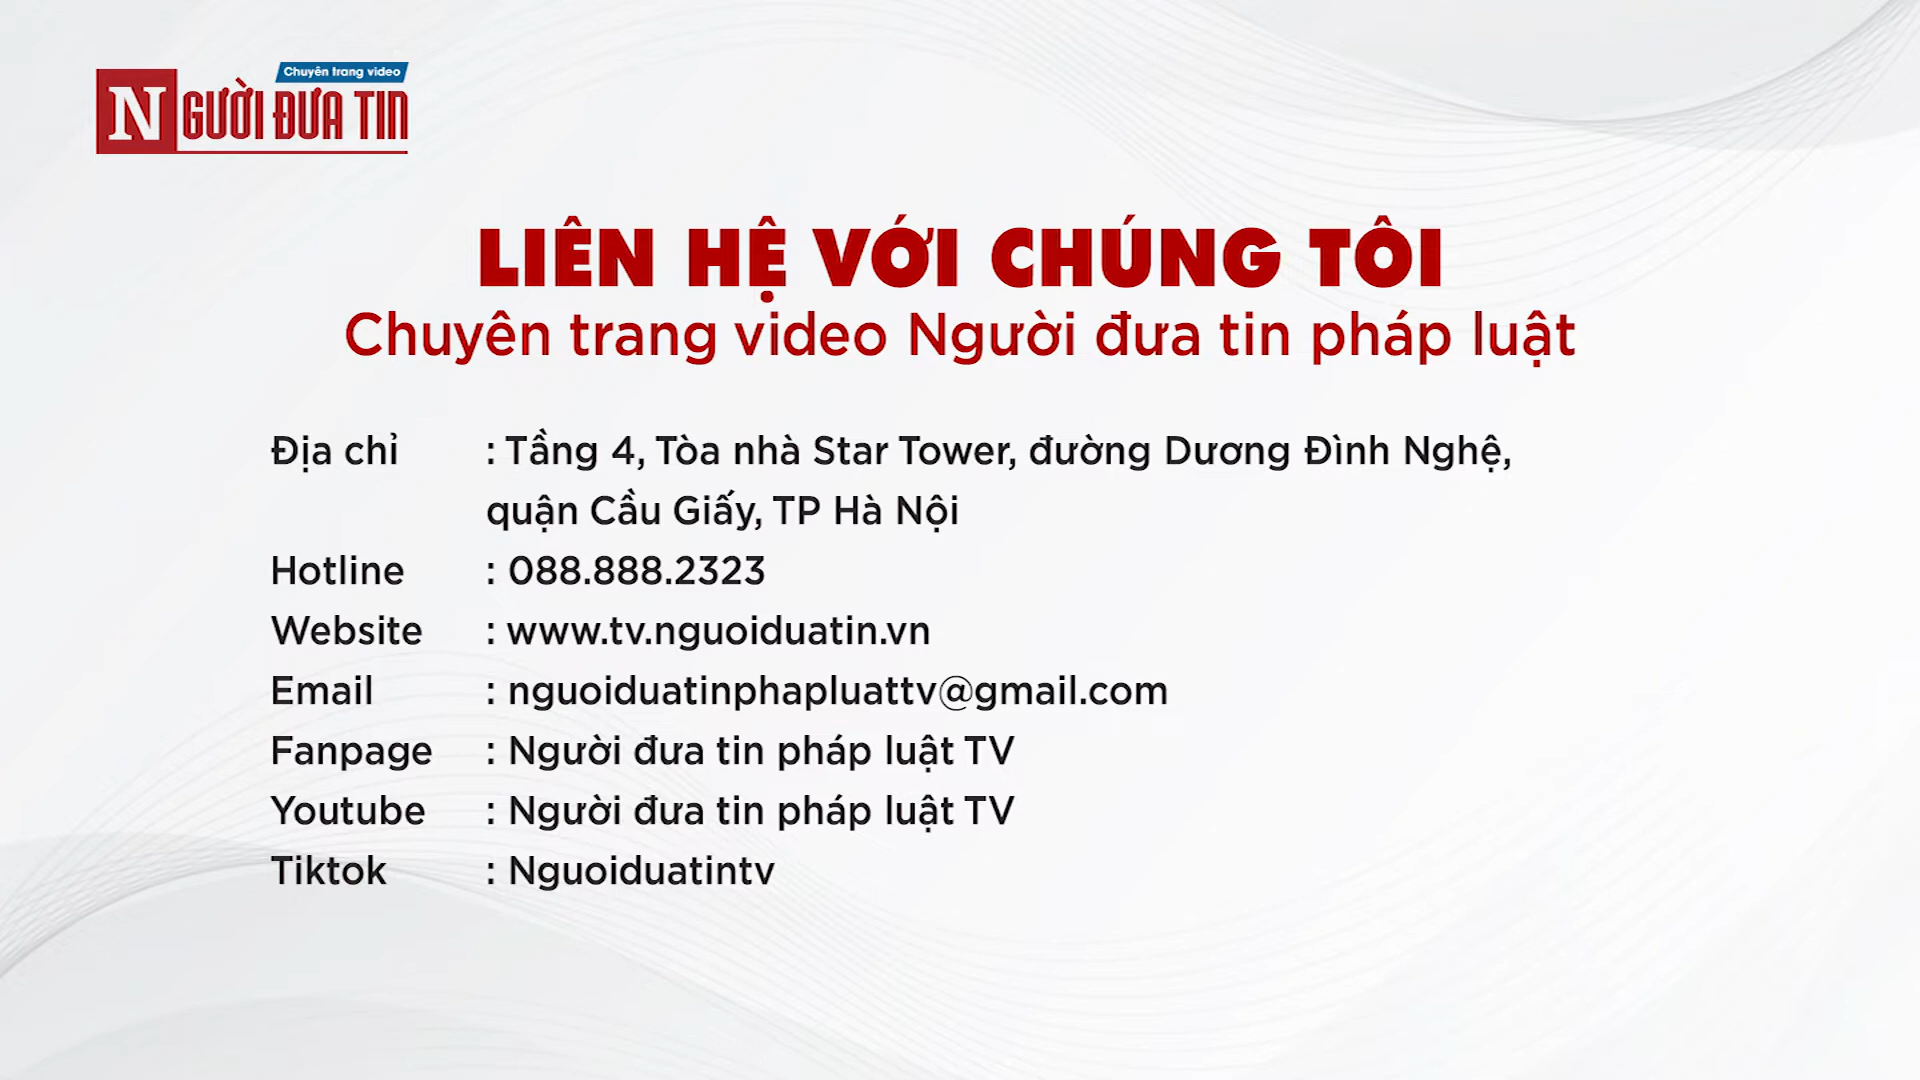 Chuyên trang video
NGƯỜI ĐƯA TIN
LIÊN HỆ VỚI CHÚNG TÔI
Chuyên trang video Người đưa tin pháp luật
Địa chỉ : Tầng 4, Tòa nhà Star Tower, đường Dương Đình Nghệ,
quận Cầu Giấy, TP Hà Nội
Hotline : 088.888.2323
Website : www.tv.nguoiduatin.vn
Email : nguoiduatinphapluattv@gmail.com
Fanpage : Người đưa tin pháp luật TV
Youtube : Người đưa tin pháp luật TV
Tiktok : Nguoiduatintv